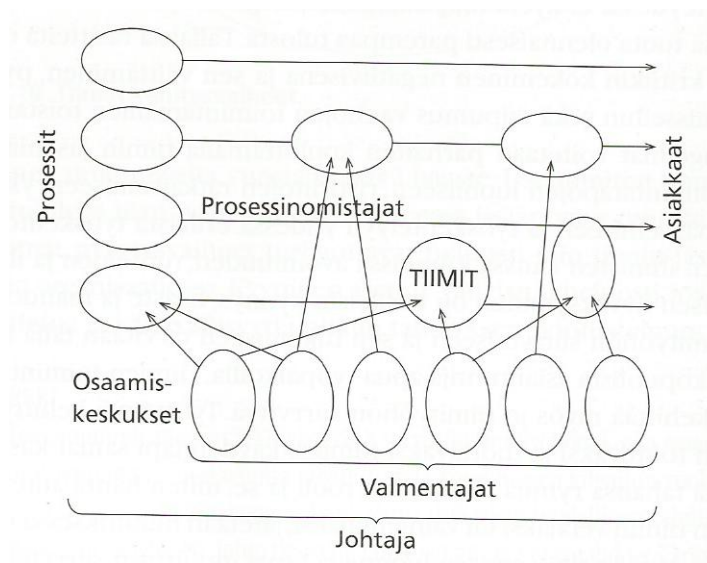 Prosessit
Prosessinomistajat
Asiakkaat
TIIMIT
Osaamis-
keskukset
Valmentajat
Johtaja